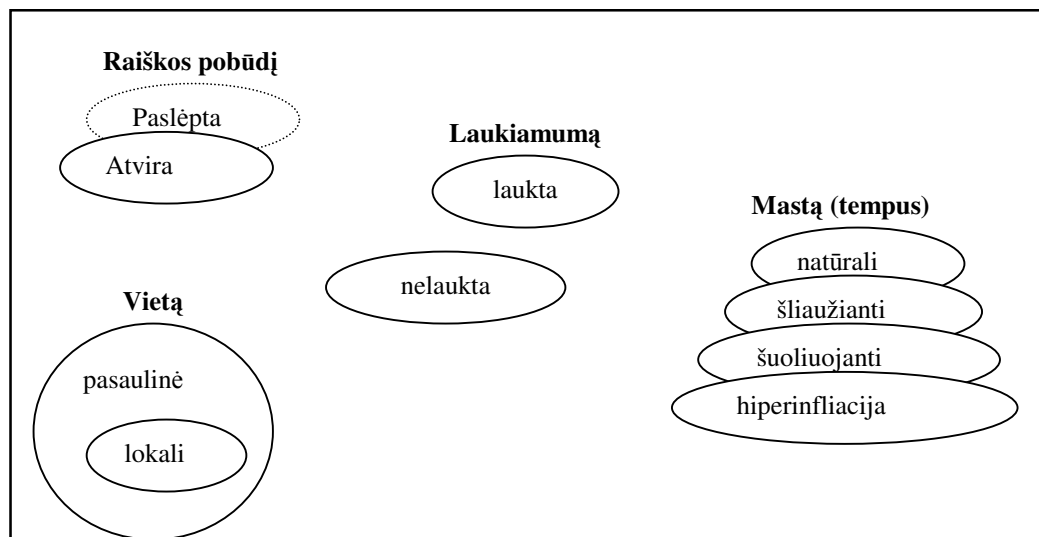 Raiškos pobūdį
Paslėpta
Atvira
Laukiamumą
laukta
nelaukta
Mastą (tempus)
natūrali
šliaužianti
šuoliuojanti
hiperinfliacija
Vietą
pasaulinė
lokali